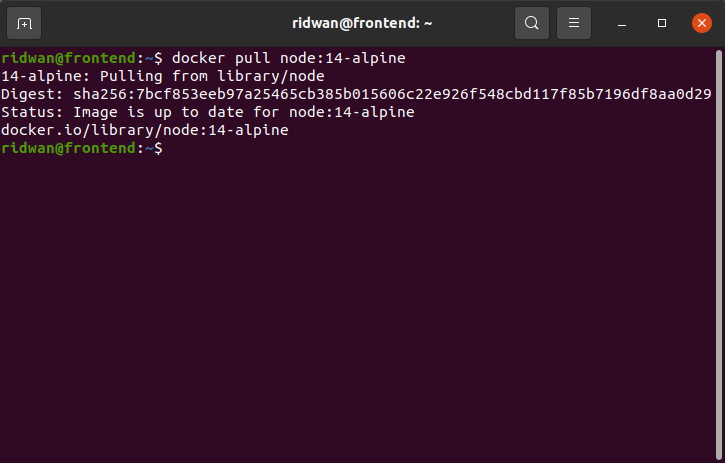 ridwan@frontend: ~
ridwan@frontend:~$ docker pull node:14-alpine
14-alpine: Pulling from library/node
Digest: sha256:7bcf853eeb97a25465cb385b015606c22e926f548cbd117f85b7196df8aa0d29
Status: Image is up to date for node:14-alpine
docker.io/library/node:14-alpine
ridwan@frontend:~$